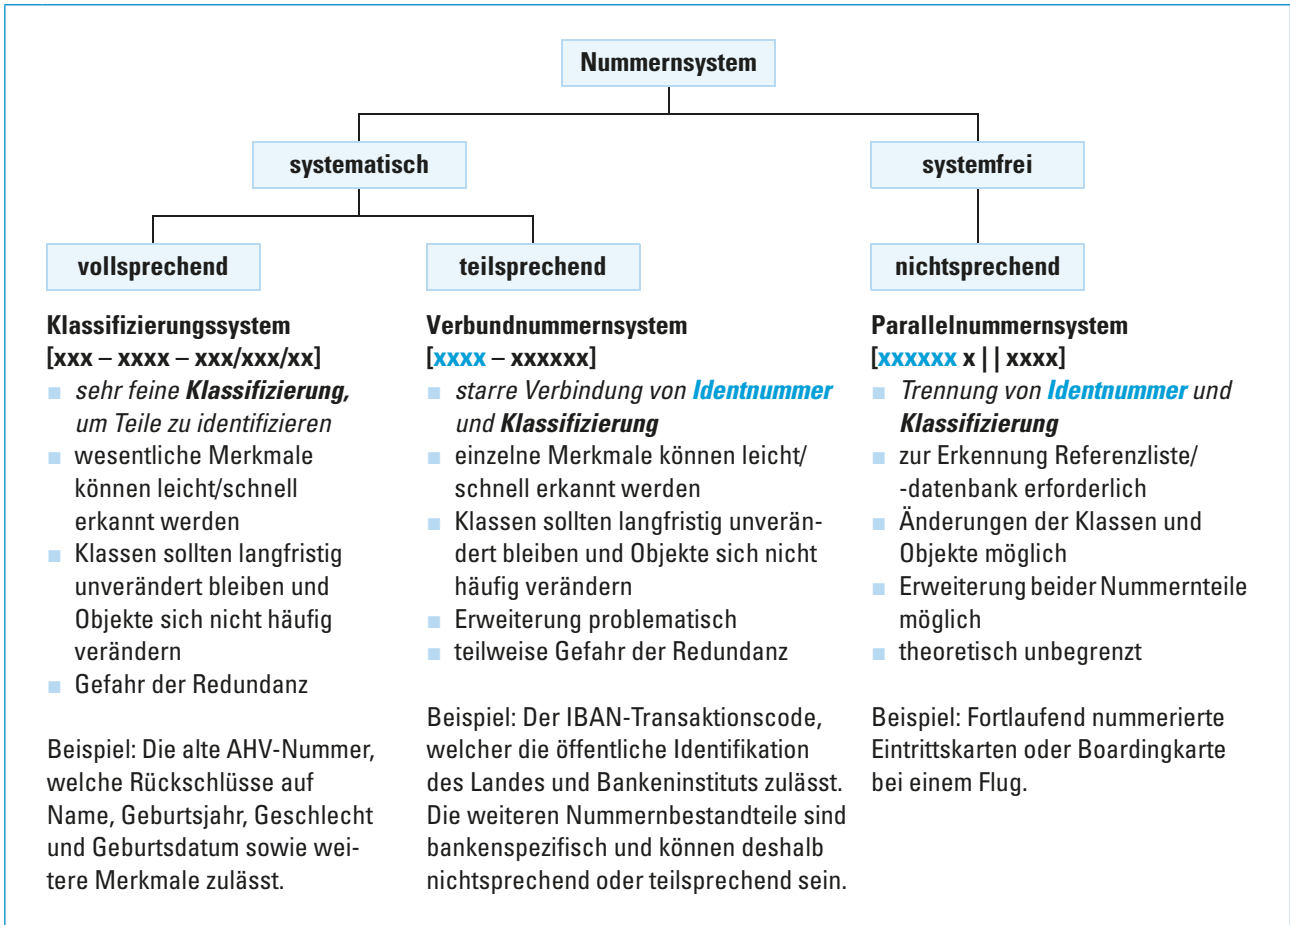 Nummernsystem
systematisch
systemfrei
vollsprechend
teilsprechend
nichtsprechend
Klassifizierungssystem
[xxx – xxxx – xxx/xxx/xx]
■ sehr feine Klassifizierung,
um Teile zu identifizieren
■ wesentliche Merkmale
können leicht/schnell
erkannt werden
■ Klassen sollten langfristig
unverändert bleiben und
Objekte sich nicht häufig
verändern
■ Gefahr der Redundanz
Beispiel: Die alte AHV-Nummer,
welche Rückschlüsse auf
Name, Geburtsjahr, Geschlecht
und Geburtsdatum sowie wei-
tere Merkmale zulässt.
Verbundnummernsystem
[xxxx – xxxxxx]
■ starre Verbindung von Identnummer
und Klassifizierung
■ einzelne Merkmale können leicht/
schnell erkannt werden
■ Klassen sollten langfristig unverän-
dert bleiben und Objekte sich nicht
häufig verändern
■ Erweiterung problematisch
■ teilweise Gefahr der Redundanz
Beispiel: Der IBAN-Transaktionscode,
welcher die öffentliche Identifikation
des Landes und Bankeninstituts zulässt.
Die weiteren Nummernbestandteile sind
bankenspezifisch und können deshalb
nichtsprechend oder teilsprechend sein.
Parallelnummernsystem
[xxxxxx x | | xxxx]
■ Trennung von Identnummer und
Klassifizierung
■ zur Erkennung Referenzliste/
-datenbank erforderlich
■ Änderungen der Klassen und
Objekte möglich
■ Erweiterung beider Nummernteile
möglich
■ theoretisch unbegrenzt
Beispiel: Fortlaufend nummerierte
Eintrittskarten oder Boardingkarte
bei einem Flug.